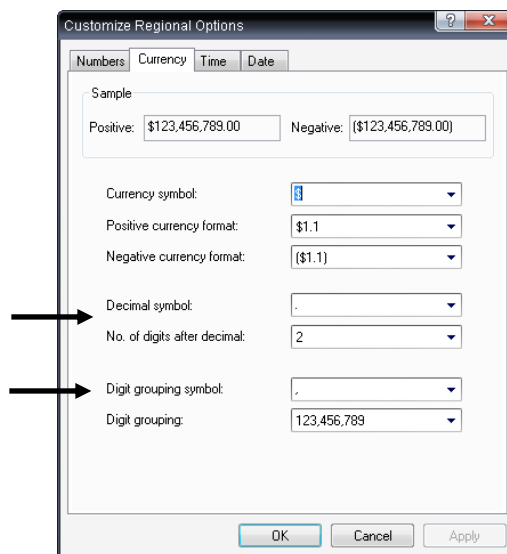 Customize Regional Options
Numbers Currency Time Date
Sample
Positive: $123,456,789.00 Negative: ($123,456,789.00)
Currency symbol: $
Positive currency format: $1.1
Negative currency format: ($1.1)
Decimal symbol: .
No. of digits after decimal: 2
Digit grouping symbol: ,
Digit grouping: 123,456,789
OK Cancel Apply